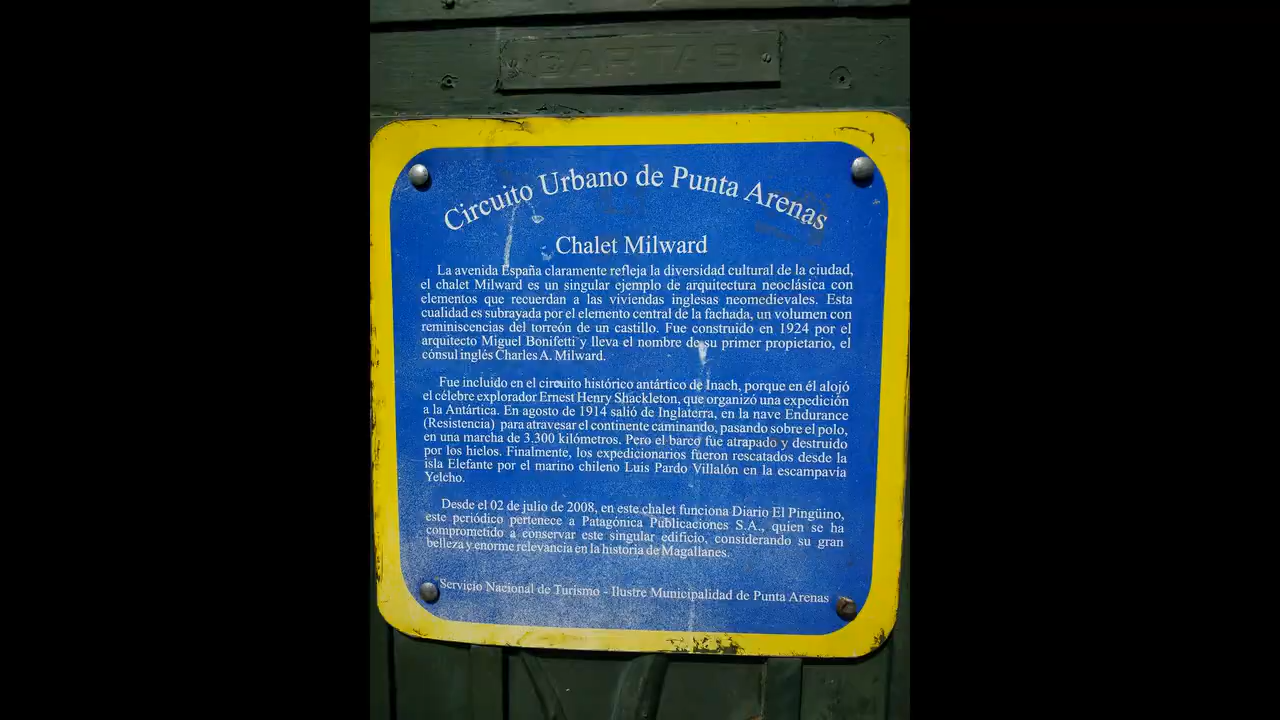 CARTAS
Circuito Urbano de Punta Arenas
Chalet Milward
La avenida España claramente refleja la diversidad cultural de la ciudad,
el chalet Milward es un singular ejemplo de arquitectura neoclásica con
elementos que recuerdan a las viviendas inglesas neomedievales. Esta
cualidad es subrayada por el elemento central de la fachada, un volumen con
reminiscencias del torreón de un castillo. Fue construido en 1924 por el
arquitecto Miguel Bonifetti y lleva el nombre de su primer propietario, el
cónsul inglés Charles A. Milward.
Fue incluido en el circuito histórico antártico de Inach, porque en él alojó
el célebre explorador Ernest Henry Shackleton, que organizó una expedición
a la Antártica. En agosto de 1914 salió de Inglaterra, en la nave Endurance
(Resistencia) para atravesar el continente caminando, pasando sobre el polo,
en una marcha de 3.300 kilómetros. Pero el barco fue atrapado y destruido
por los hielos. Finalmente, los expedicionarios fueron rescatados desde la
isla Elefante por el marino chileno Luis Pardo Villalón en la escampavía
Yelcho.
Desde el 02 de julio de 2008, en este chalet funciona Diario El Pingüino,
este periódico pertenece a Patagónica Publicaciones S.A., quien se ha
comprometido a conservar este singular edificio, considerando su gran
belleza y enorme relevancia en la historia de Magallanes.
Servicio Nacional de Turismo - Ilustre Municipalidad de Punta Arenas